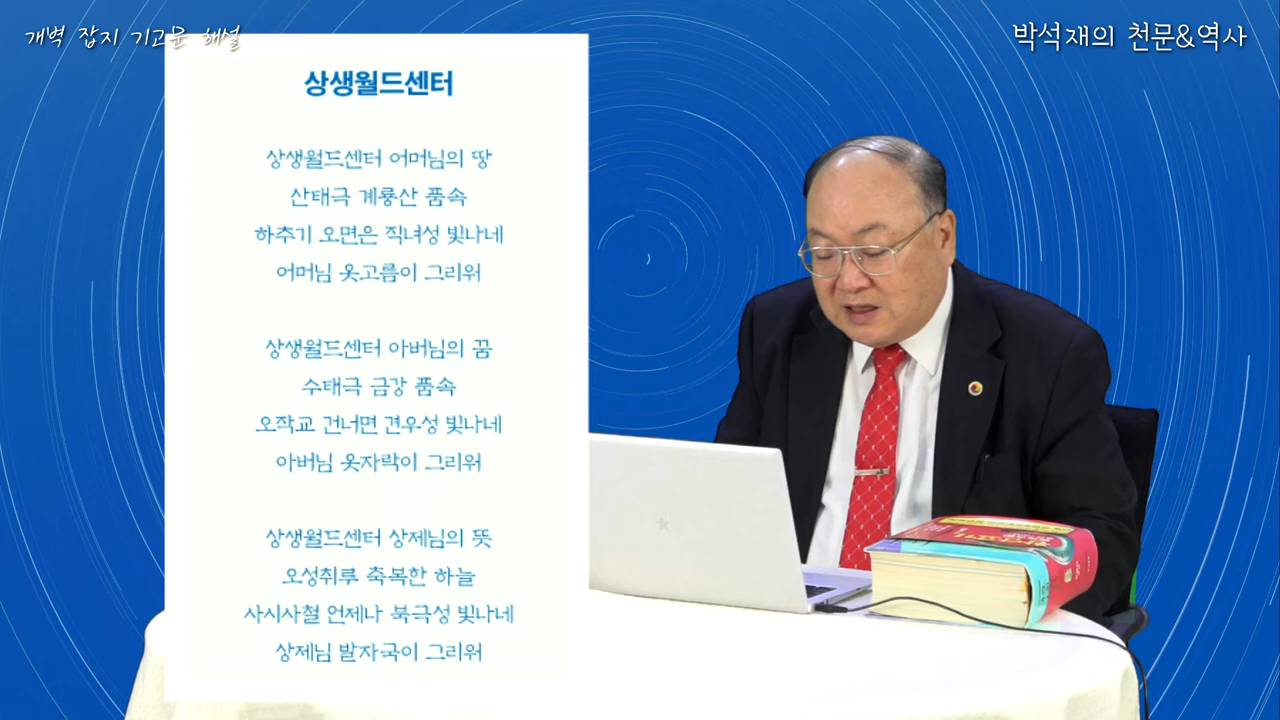 개벽 잡지 기고문 해설
박석재의 천문&역사
상생월드센터
상생월드센터 어머님의 땅
산태극 계룡산 품속
하추기 오면은 직녀성 빛나네
어머님 옷고름이 그리워
상생월드센터 아버님의 꿈
수태극 금강 품속
오작교 건너면 견우성 빛나네
아버님 옷자락이 그리워
상생월드센터 상제님의 뜻
오성취루 축복한 하늘
사시사철 언제나 북극성 빛나네
상제님 발자국이 그리워
환단고기